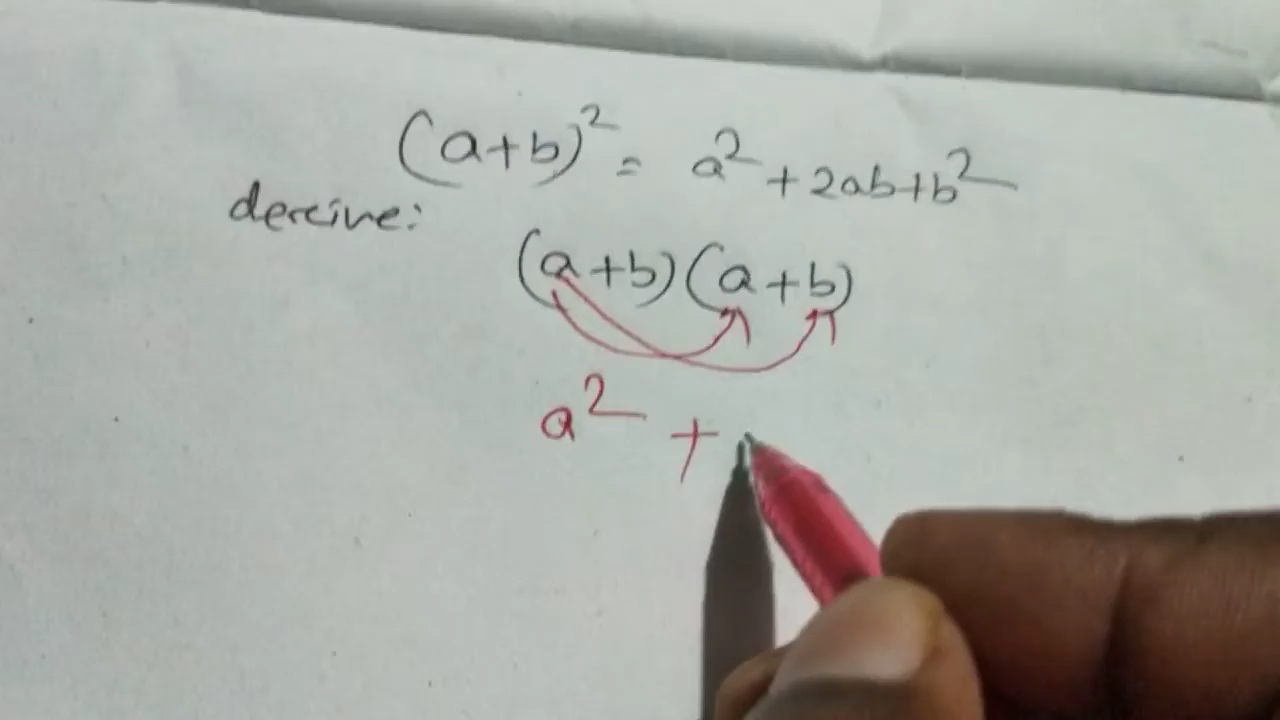 (a+b)² = a² + 2ab+b²
derive:
(a+b)(a+b)
a² +